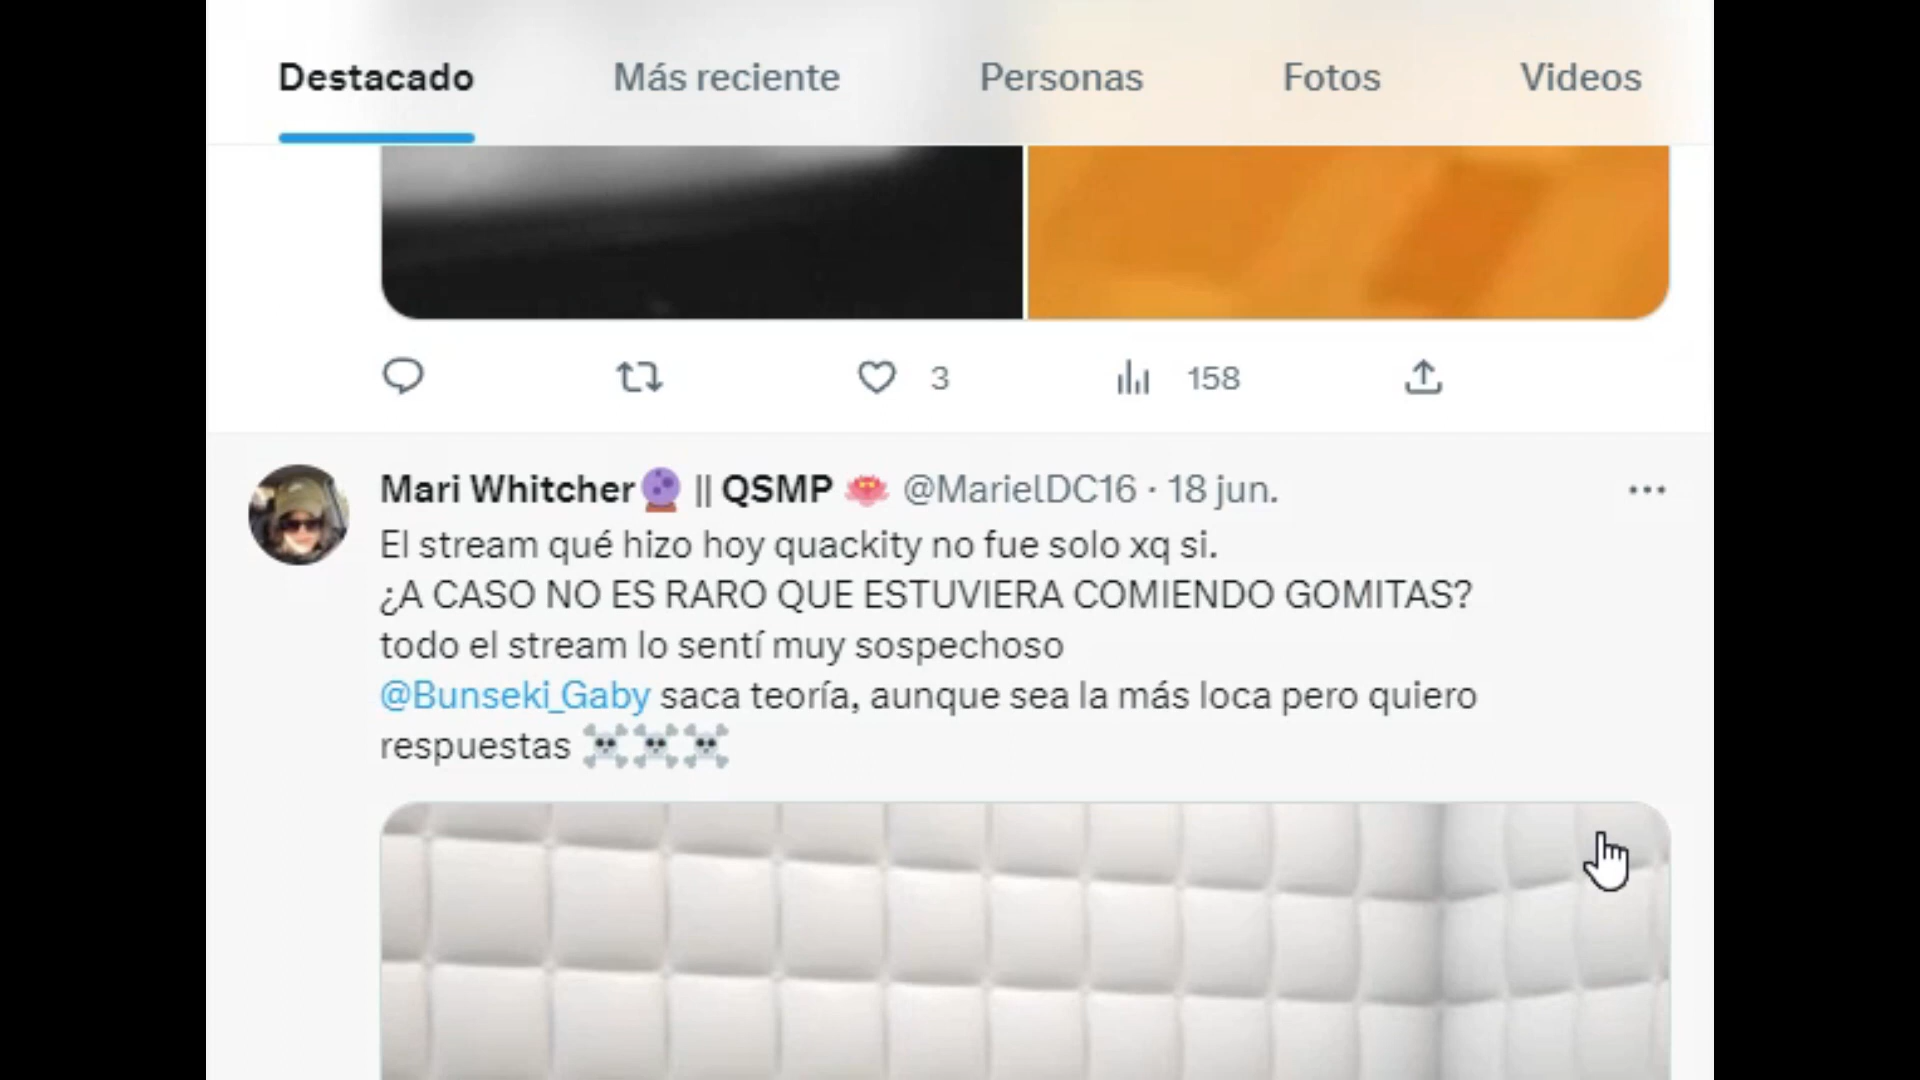 Destacado Más reciente Personas Fotos Videos
3 158
Mari Whitcher🔮 || QSMP 🪷 @MarielDC16 · 18 jun.
El stream qué hizo hoy quackity no fue solo xq si.
¿A CASO NO ES RARO QUE ESTUVIERA COMIENDO GOMITAS?
todo el stream lo sentí muy sospechoso
@Bunseki_Gaby saca teoría, aunque sea la más loca pero quiero
respuestas ☠️☠️☠️